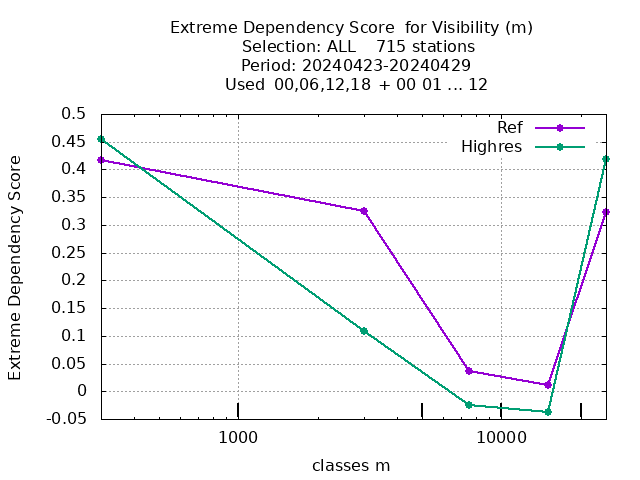 Extreme Dependency Score  for Visibility (m)
Selection: ALL    715 stations
Period: 20240423-20240429
Used  00,06,12,18  + 00 01 ... 12
Ref
Highres
0.5
0.45
0.4
0.35
0.3
0.25
0.2
0.15
0.1
0.05
0
-0.05
Extreme Dependency Score
1000
10000
classes m